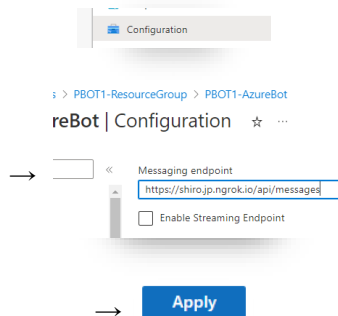 Configuration
> PBOT1-ResourceGroup > PBOT1-AzureBot
reBot | Configuration
Messaging endpoint
https://shiro.jp.ngrok.io/api/messages
Enable Streaming Endpoint
Apply